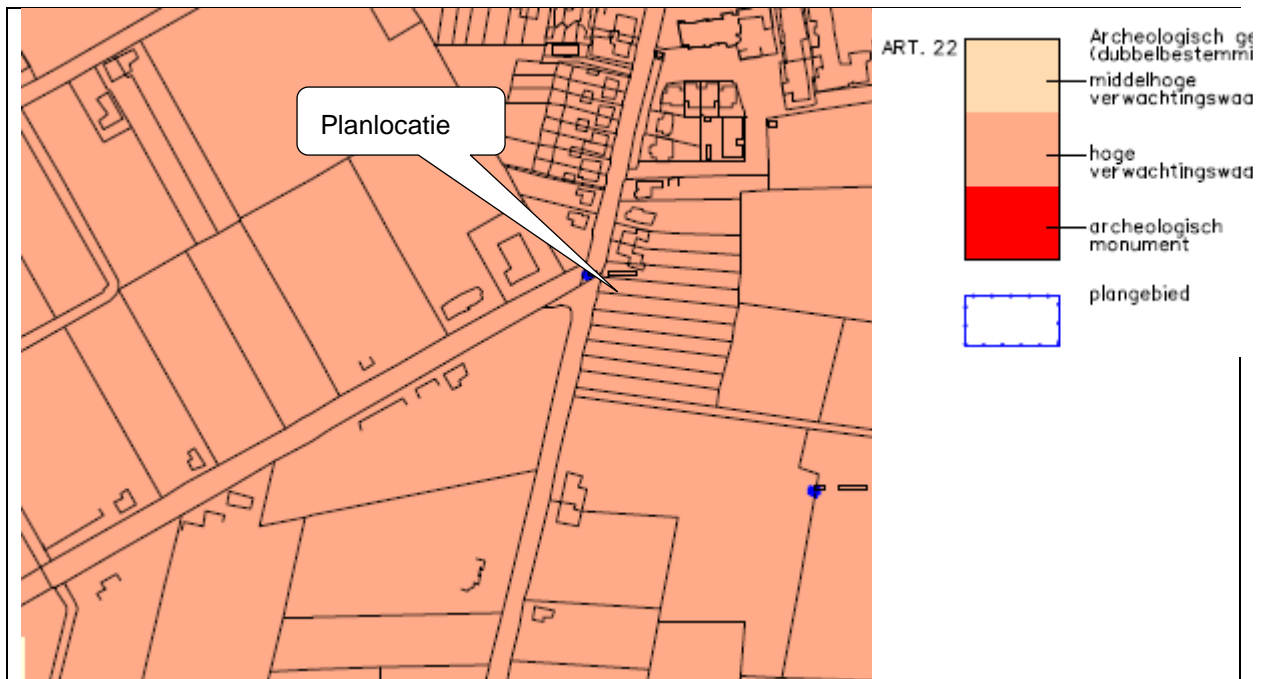 Planlocatie
ART. 22
Archeologisch ge
(dubbelbestemmi
middelhoge
verwachtingswaa
hoge
verwachtingswaa
archeologisch
monument
plangebied